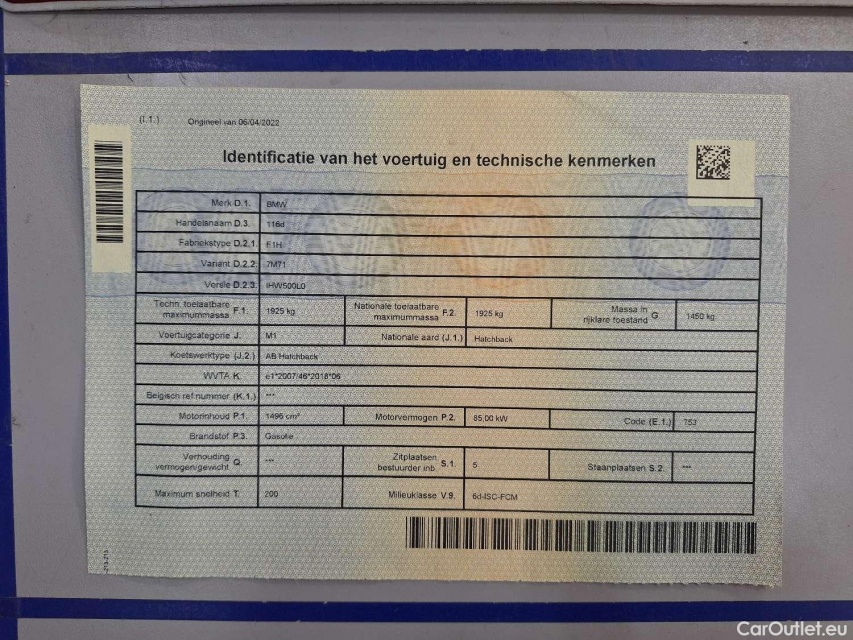 (I.1.) Origineel van 06/04/2022
Identificatie van het voertuig en technische kenmerken
Merk D.1. BMW
Handelsnaam D.3. 116d
Fabriekstype D.2.1. F1H
Variant D.2.2. 7M71
Versie D.2.3. IHW500L0
Techn. toelaatbare maximummassa F.1. 1925 kg Nationale toelaatbare maximummassa F.2. 1925 kg Massa in rijklare toestand G 1450 kg
Voertuigcategorie J. M1 Nationale aard (J.1.) Hatchback
Koetswerktype (J.2.) AB Hatchback
WVTA K. e1*2007/46*2018*06
Belgisch ref.nummer (K.1.) ***
Motorinhoud P.1. 1496 cm³ Motorvermogen P.2. 85.00 kW Code (E.1.) 753
Brandstof P.3. Gasolie
Verhouding vermogen/gewicht Q. *** Zitplaatsen bestuurder inb. S.1. 5 Staanplaatsen S.2. ***
Maximum snelheid T. 200 Milieuklasse V.9. 6d-ISC-FCM
CarOutlet.eu